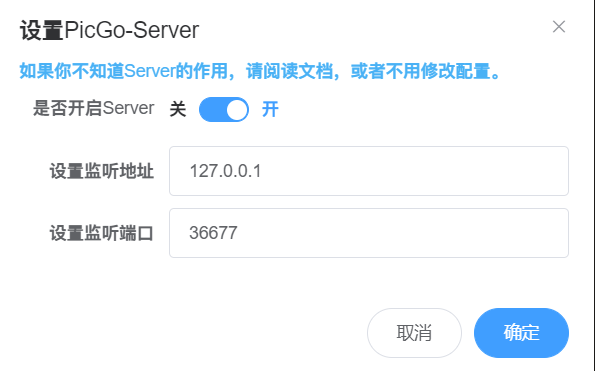 设置PicGo-Server
如果你不知道Server的作用，请阅读文档，或者不用修改配置。
是否开启Server 关 开
设置监听地址 127.0.0.1
设置监听端口 36677
取消 确定